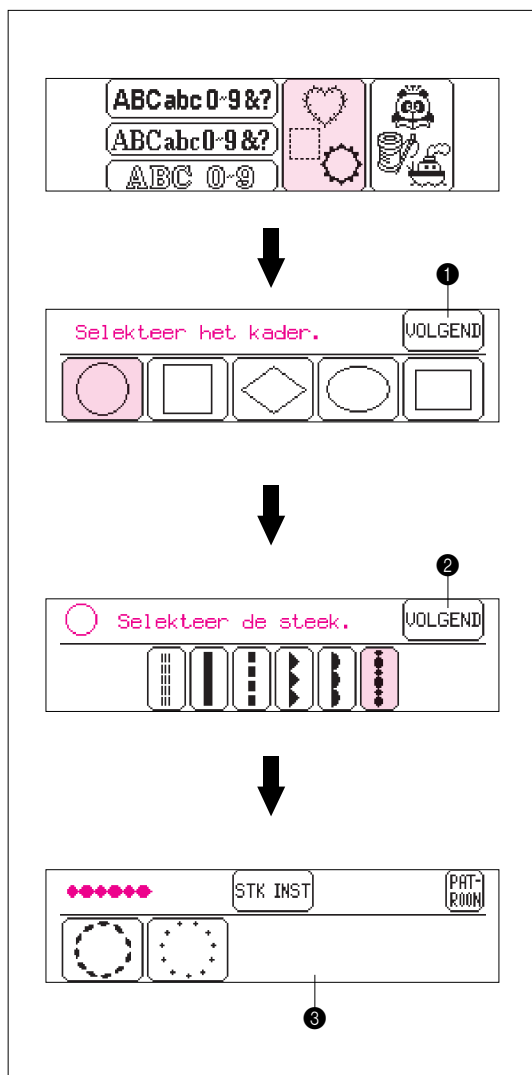 ABCabc 0~9 &?
ABCabc 0~9 &?
ABC 0~9
1
Selekteer het kader. VOLGEND
2
Selekteer de steek. VOLGEND
STK INST PAT-
ROON
3